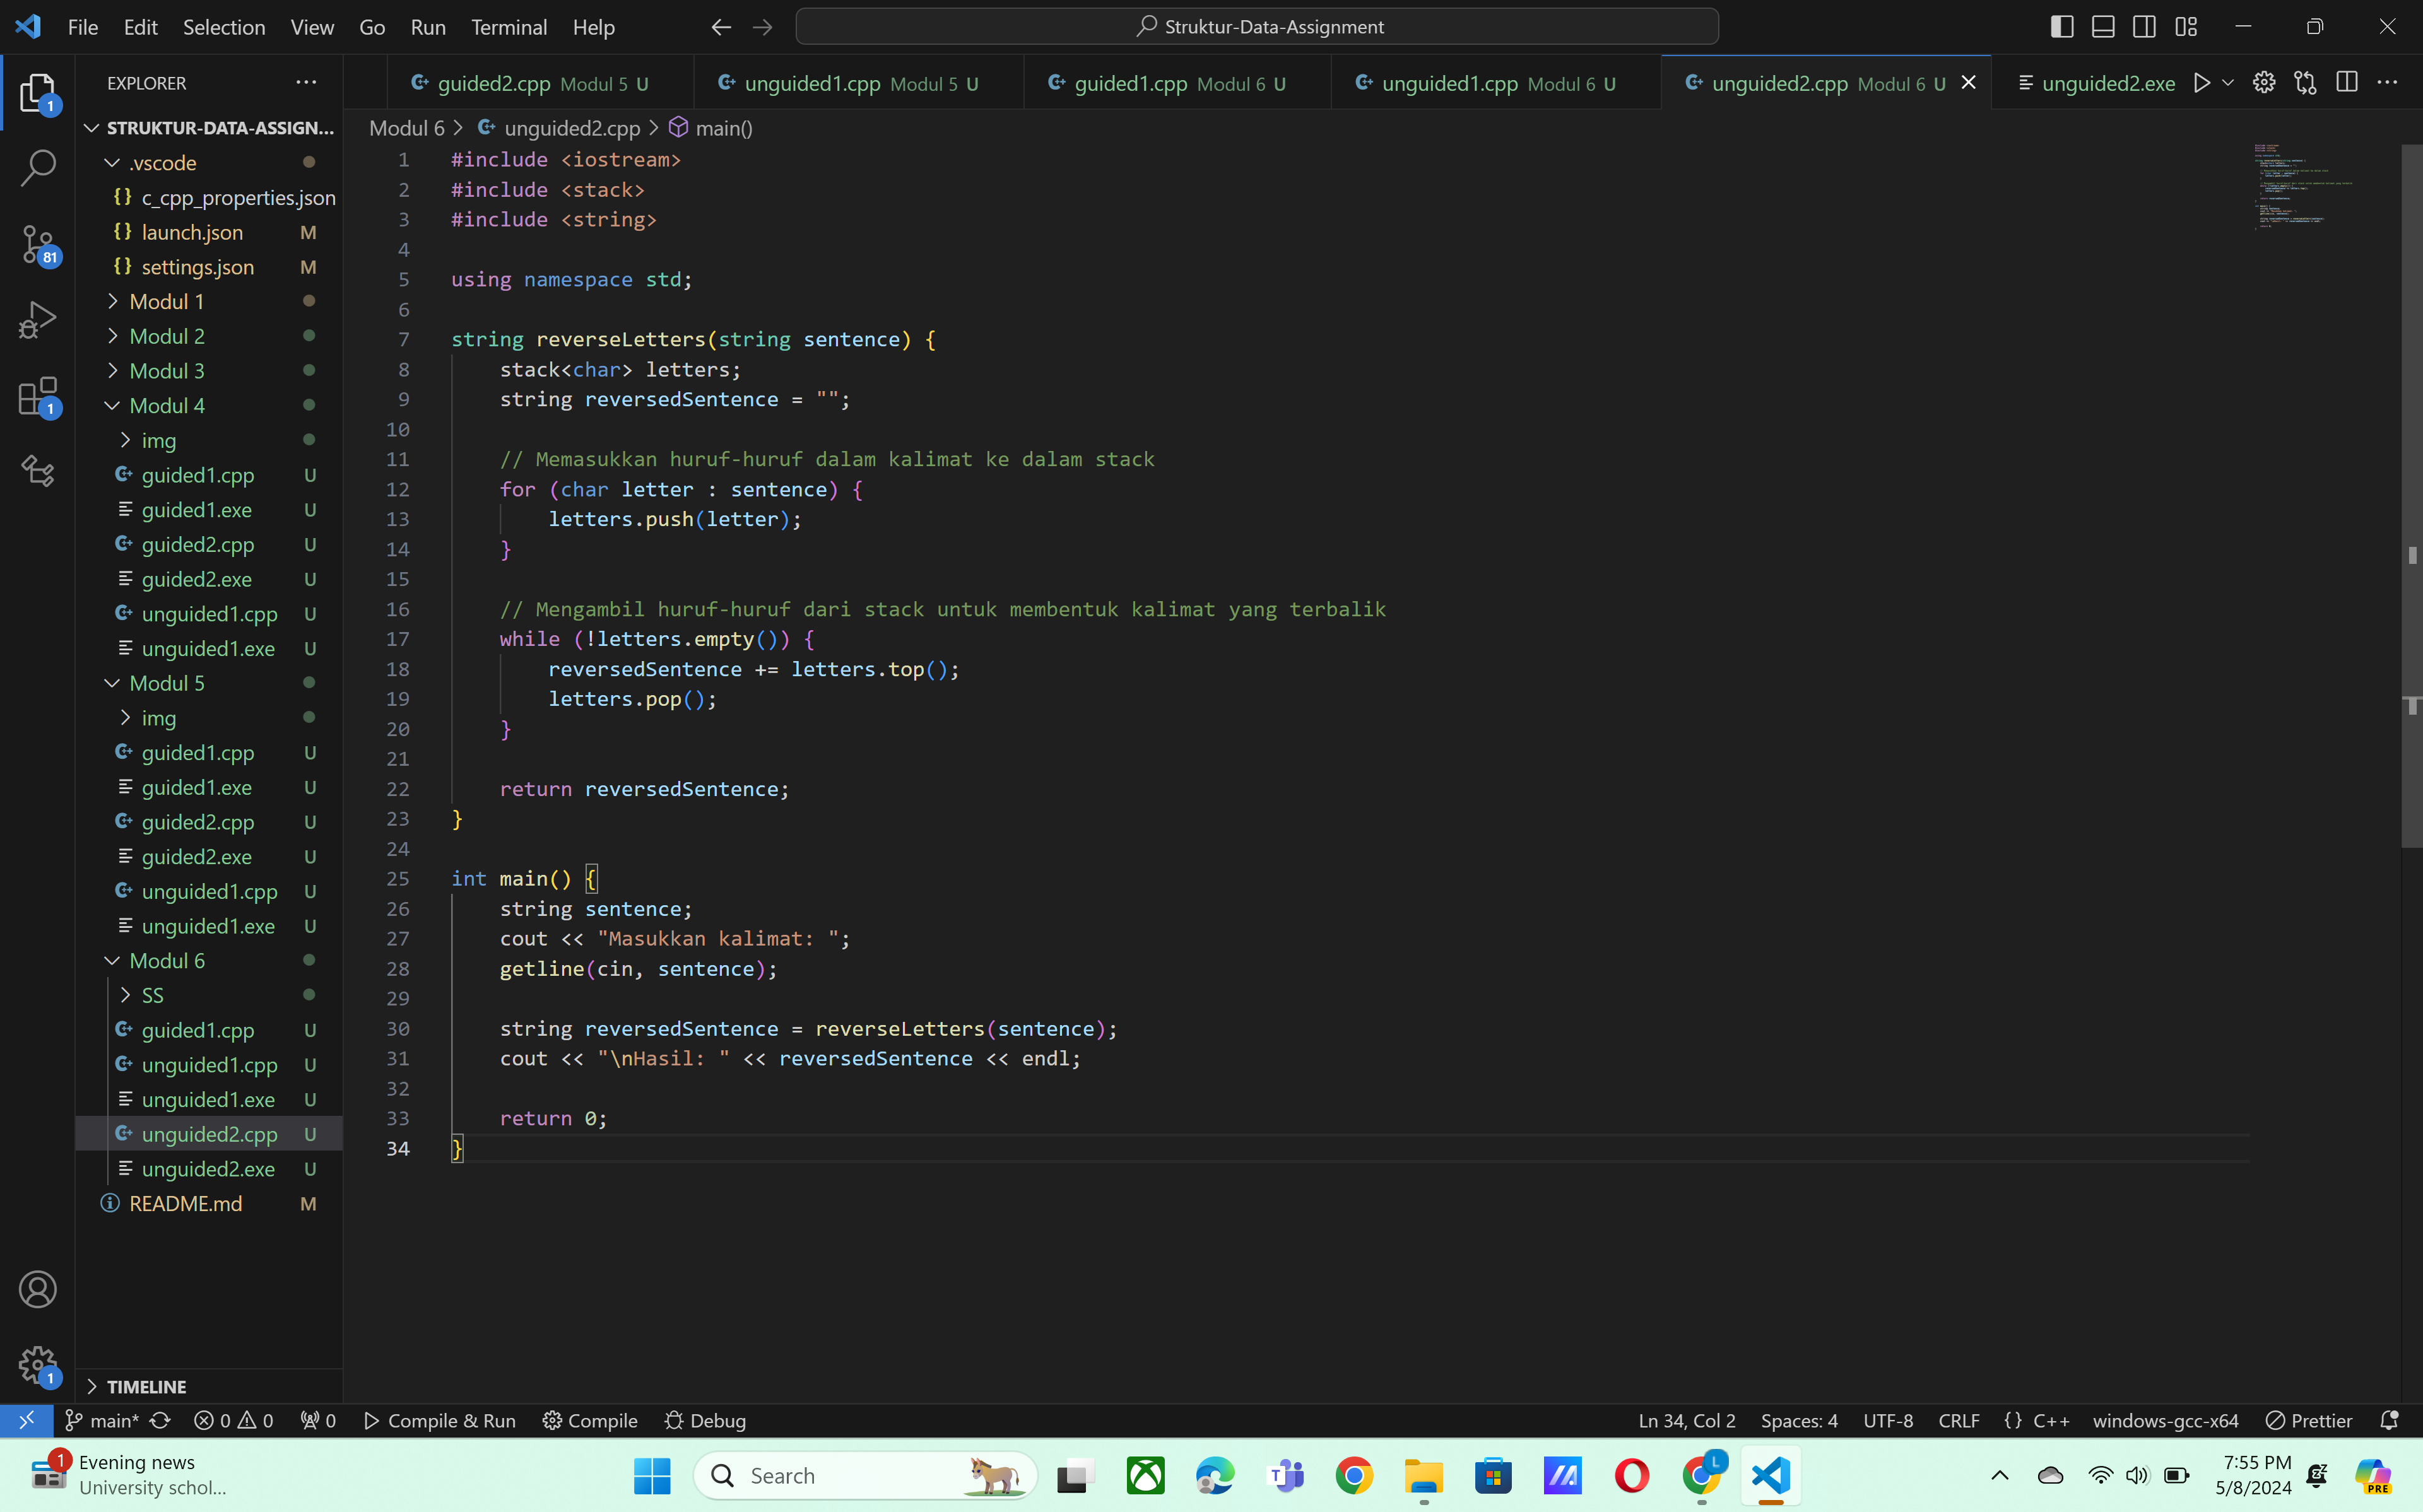 File Edit Selection View Go Run Terminal Help
Struktur-Data-Assignment
EXPLORER
guided2.cpp Modul 5 U
unguided1.cpp Modul 5 U
guided1.cpp Modul 6 U
unguided1.cpp Modul 6 U
unguided2.cpp Modul 6 U
unguided2.exe
Modul 6 > unguided2.cpp > main()
1
81
1
1
STRUKTUR-DATA-ASSIGN...
.vscode
{} c_cpp_properties.json
{} launch.json M
{} settings.json M
Modul 1
Modul 2
Modul 3
Modul 4
img
guided1.cpp U
guided1.exe U
guided2.cpp U
guided2.exe U
unguided1.cpp U
unguided1.exe U
Modul 5
img
guided1.cpp U
guided1.exe U
guided2.cpp U
guided2.exe U
unguided1.cpp U
unguided1.exe U
Modul 6
SS
guided1.cpp U
unguided1.cpp U
unguided1.exe U
unguided2.cpp U
unguided2.exe U
README.md M
TIMELINE
1 #include <iostream>
2 #include <stack>
3 #include <string>
4
5 using namespace std;
6
7 string reverseLetters(string sentence) {
8 stack<char> letters;
9 string reversedSentence = "";
10
11 // Memasukkan huruf-huruf dalam kalimat ke dalam stack
12 for (char letter : sentence) {
13 letters.push(letter);
14 }
15
16 // Mengambil huruf-huruf dari stack untuk membentuk kalimat yang terbalik
17 while (!letters.empty()) {
18 reversedSentence += letters.top();
19 letters.pop();
20 }
21
22 return reversedSentence;
23 }
24
25 int main() {
26 string sentence;
27 cout << "Masukkan kalimat: ";
28 getline(cin, sentence);
29
30 string reversedSentence = reverseLetters(sentence);
31 cout << "\nHasil: " << reversedSentence << endl;
32
33 return 0;
34 }
main* 0 0 0 Compile & Run Compile Debug
Ln 34, Col 2 Spaces: 4 UTF-8 CRLF {} C++ windows-gcc-x64 Prettier
1
Evening news
University schol...
Search
T
L
7:55 PM
5/8/2024
PRE